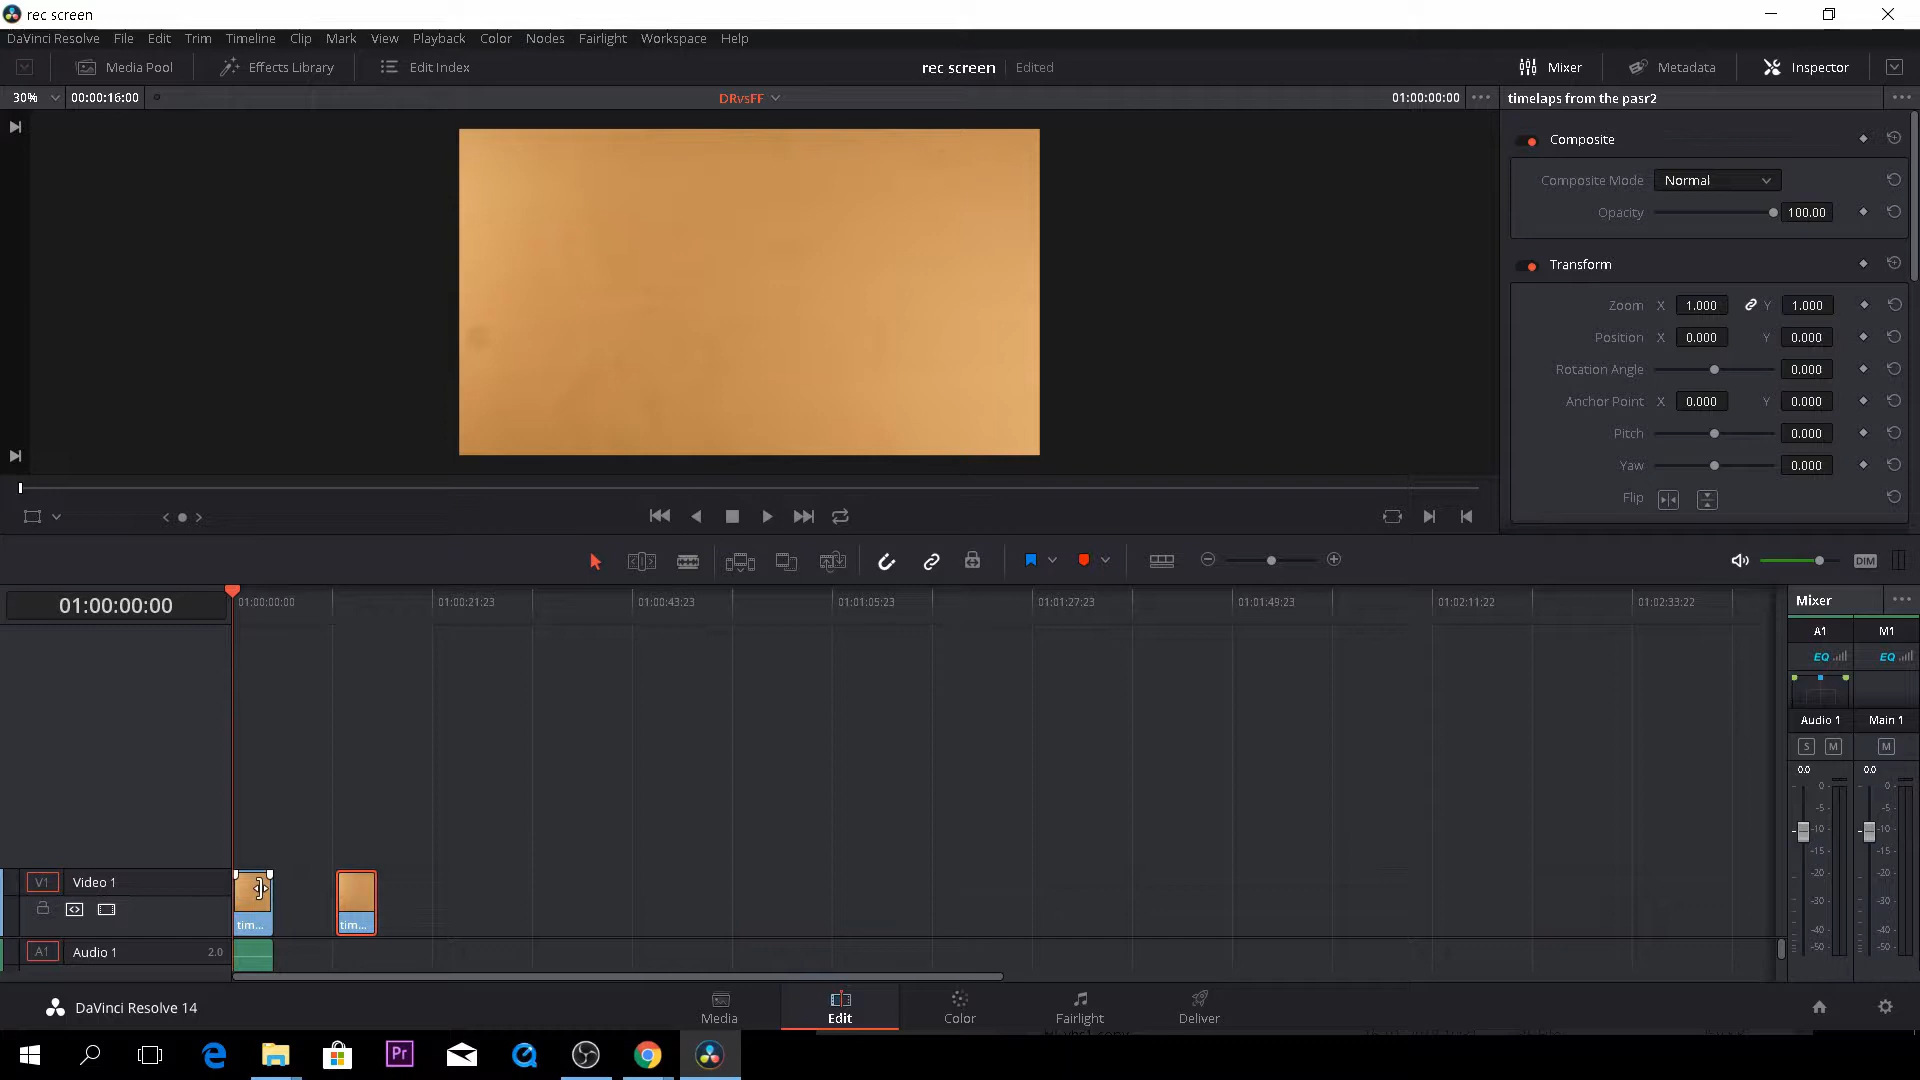 rec screen
DaVinci Resolve File Edit Trim Timeline Clip Mark View Playback Color Nodes Fairlight Workspace Help
Media Pool Effects Library Edit Index rec screen Edited Mixer Metadata Inspector
30% 00:00:16:00 DRvsFF 01:00:00:00 timelaps from the pasr2
Composite
Composite Mode Normal
Opacity 100.00
Transform
Zoom X 1.000 Y 1.000
Position X 0.000 Y 0.000
Rotation Angle 0.000
Anchor Point X 0.000 Y 0.000
Pitch 0.000
Yaw 0.000
Flip
DIM
01:00:00:00 01:00:00:00 01:00:21:23 01:00:43:23 01:01:05:23 01:01:27:23 01:01:49:23 01:02:11:22 01:02:33:22
Mixer
A1 M1
EQ EQ
Audio 1 Main 1
S M M
0.0 0.0
0 0
-5 -5
-10 -10
-15 -15
-20 -20
-30 -30
-40 -40
-50 -50
V1 Video 1
tim... tim...
A1 Audio 1 2.0
DaVinci Resolve 14 Media Edit Color Fairlight Deliver
Pr